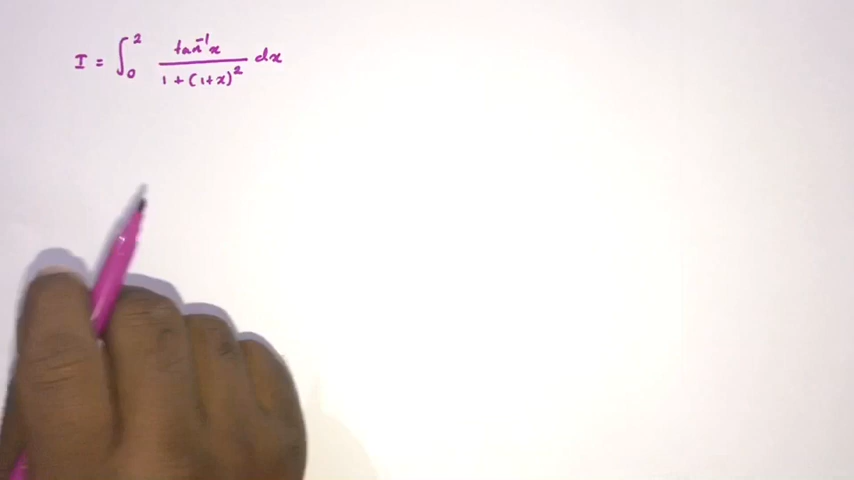 I = ∫₀² tan⁻¹x / 1 + (1+x)² dx